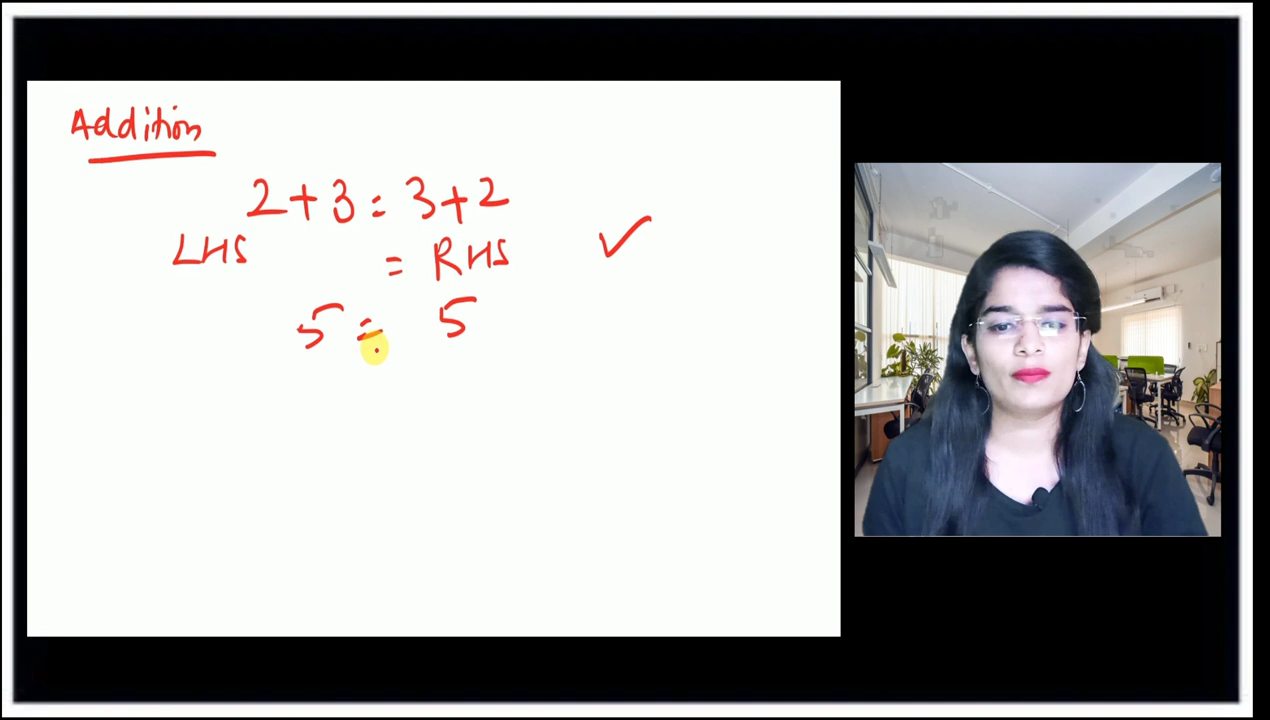 Addition
2+3=3+2
LHS = RHS ✓
5 = 5